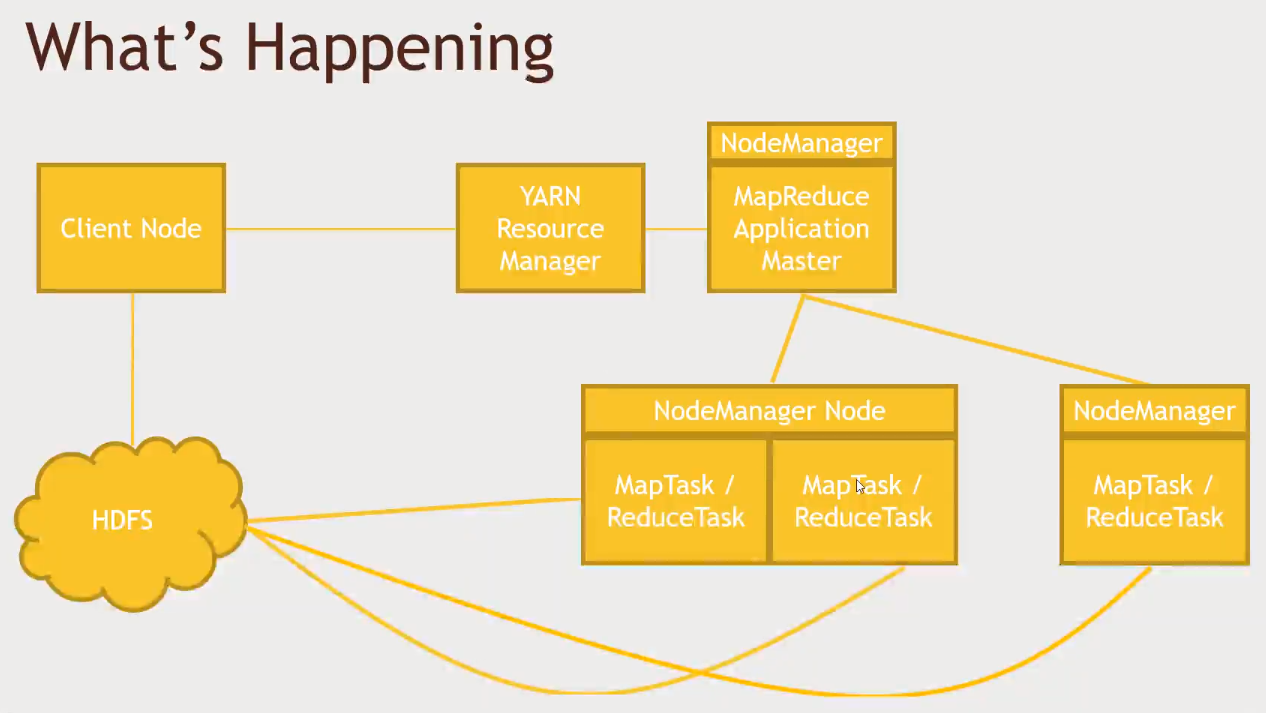 What’s Happening
NodeManager
Client Node
YARN
Resource
Manager
MapReduce
Application
Master
NodeManager Node
NodeManager
MapTask /
ReduceTask
MapTask /
ReduceTask
MapTask /
ReduceTask
HDFS